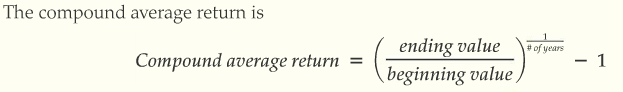 The compound average return is
Compound average return = (ending value / beginning value)^(1 / # of years) − 1